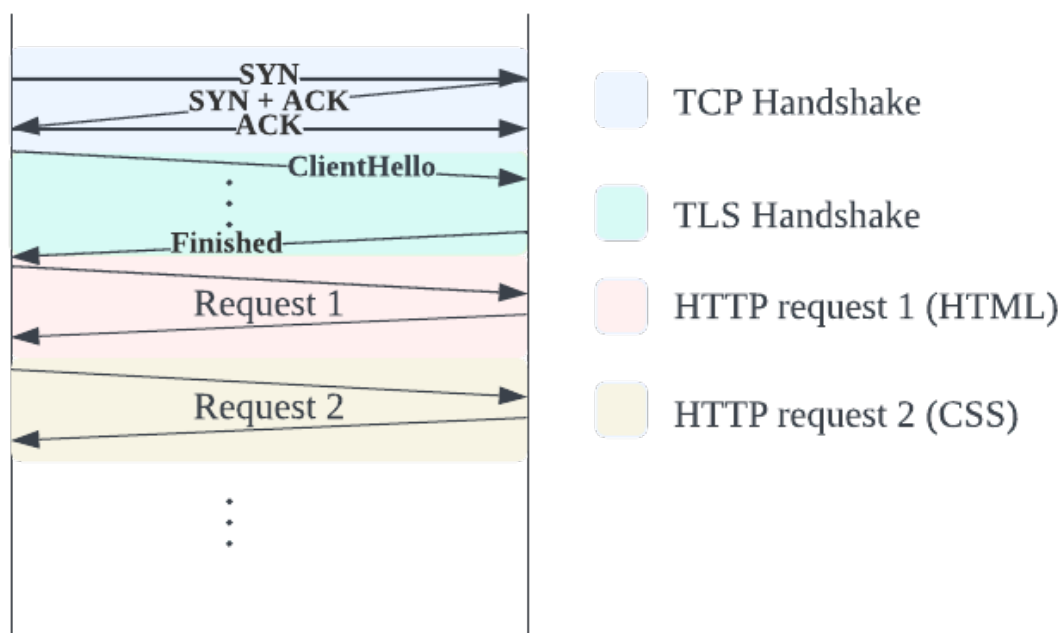 SYN
SYN + ACK
ACK
ClientHello
Finished
Request 1
Request 2
TCP Handshake
TLS Handshake
HTTP request 1 (HTML)
HTTP request 2 (CSS)